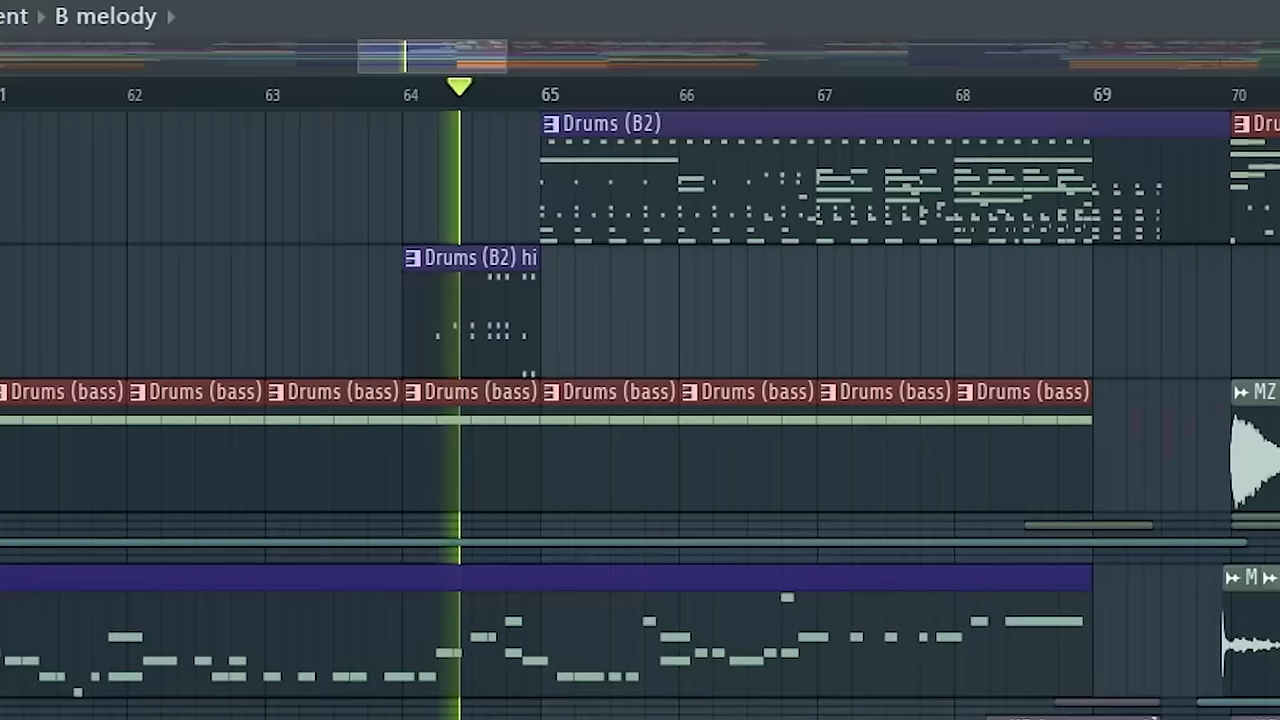 ent B melody
1 62 63 64 65 66 67 68 69 70
Drums (B2) Dru
Drums (B2) hi
Drums (bass) Drums (bass) Drums (bass) Drums (bass) Drums (bass) Drums (bass) Drums (bass) Drums (bass) MZ
M